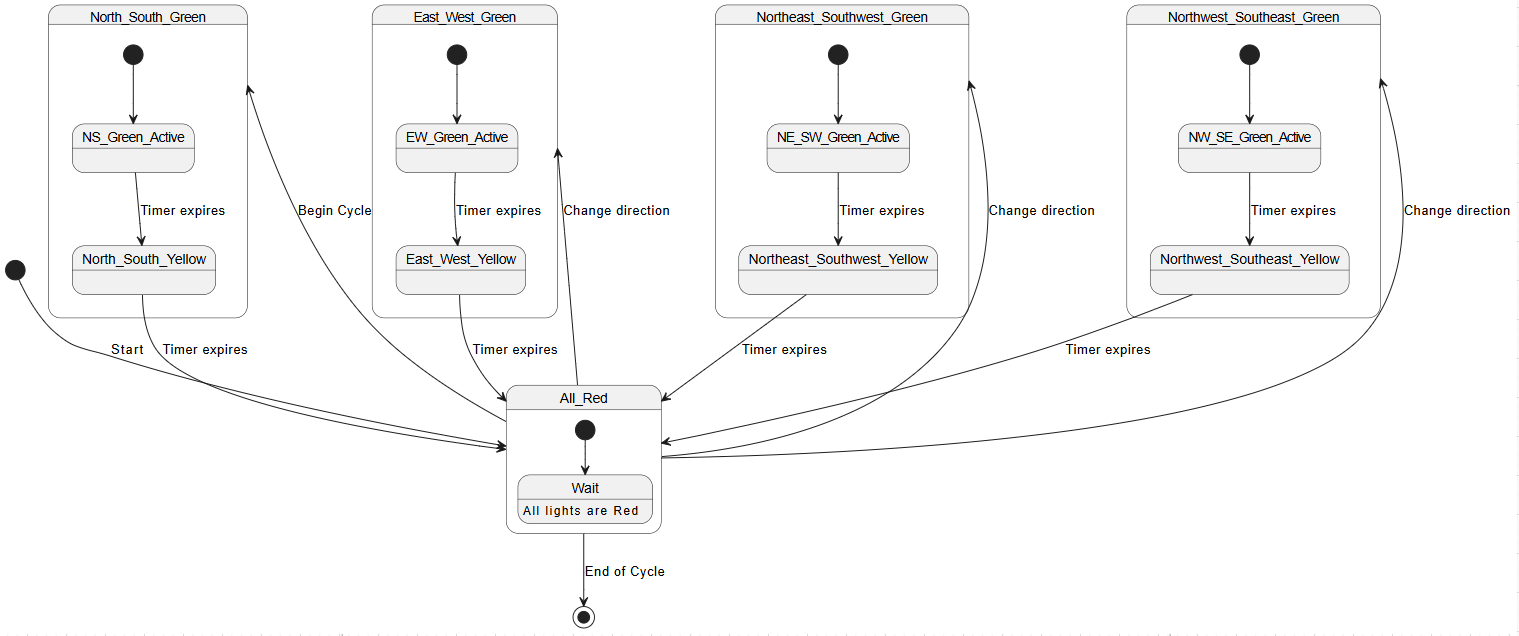 North_South_Green
East_West_Green
Northeast_Southwest_Green
Northwest_Southeast_Green
NS_Green_Active
EW_Green_Active
NE_SW_Green_Active
NW_SE_Green_Active
Timer expires
Begin Cycle
Timer expires
Change direction
Timer expires
Change direction
Timer expires
Change direction
North_South_Yellow
East_West_Yellow
Northeast_Southwest_Yellow
Northwest_Southeast_Yellow
Start
Timer expires
Timer expires
Timer expires
Timer expires
All_Red
Wait
All lights are Red
End of Cycle